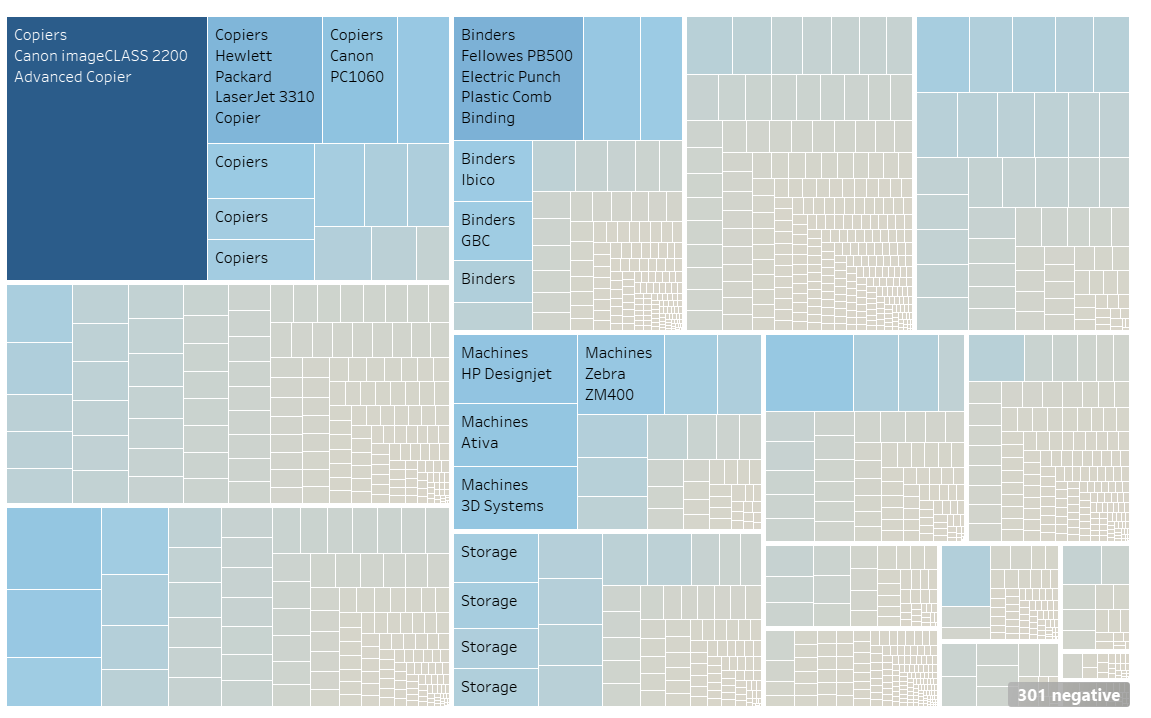 Copiers
Canon imageCLASS 2200
Advanced Copier
Copiers
Hewlett
Packard
LaserJet 3310
Copier
Copiers
Canon
PC1060
Copiers
Copiers
Copiers
Binders
Fellowes PB500
Electric Punch
Plastic Comb
Binding
Binders
Ibico
Binders
GBC
Binders
Machines
HP Designjet
Machines
Zebra
ZM400
Machines
Ativa
Machines
3D Systems
Storage
Storage
Storage
Storage
301 negative